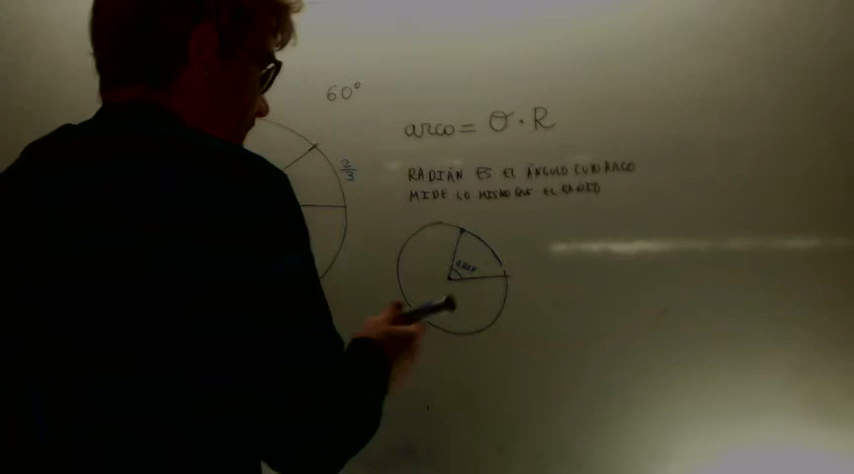 60°
arco = θ · R
2/3
RADIÁN ES EL ÁNGULO CUYO ARCO
MIDE LO MISMO QUE EL RADIO